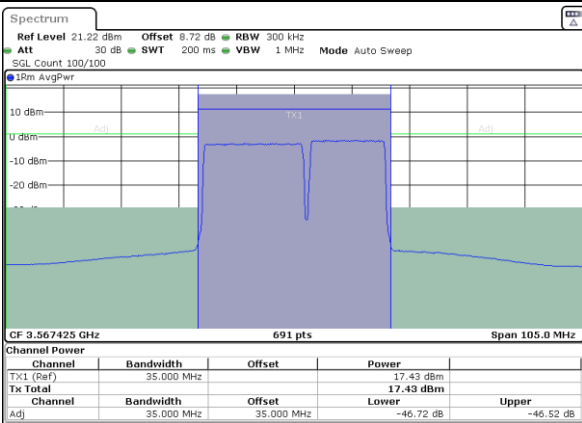 Spectrum
Ref Level 21.22 dBm Offset 8.72 dB RBW 300 kHz
Att 30 dB SWT 200 ms VBW 1 MHz Mode Auto Sweep
SGL Count 100/100
1Rm AvgPwr
10 dBm
TX1
Adj Adj
0 dBm
-10 dBm
-20 dBm
CF 3.567425 GHz 691 pts Span 105.0 MHz
Channel Power
Channel Bandwidth Offset Power
TX1 (Ref) 35.000 MHz 17.43 dBm
Tx Total 17.43 dBm
Channel Bandwidth Offset Lower Upper
Adj 35.000 MHz 35.000 MHz -46.72 dB -46.52 dB